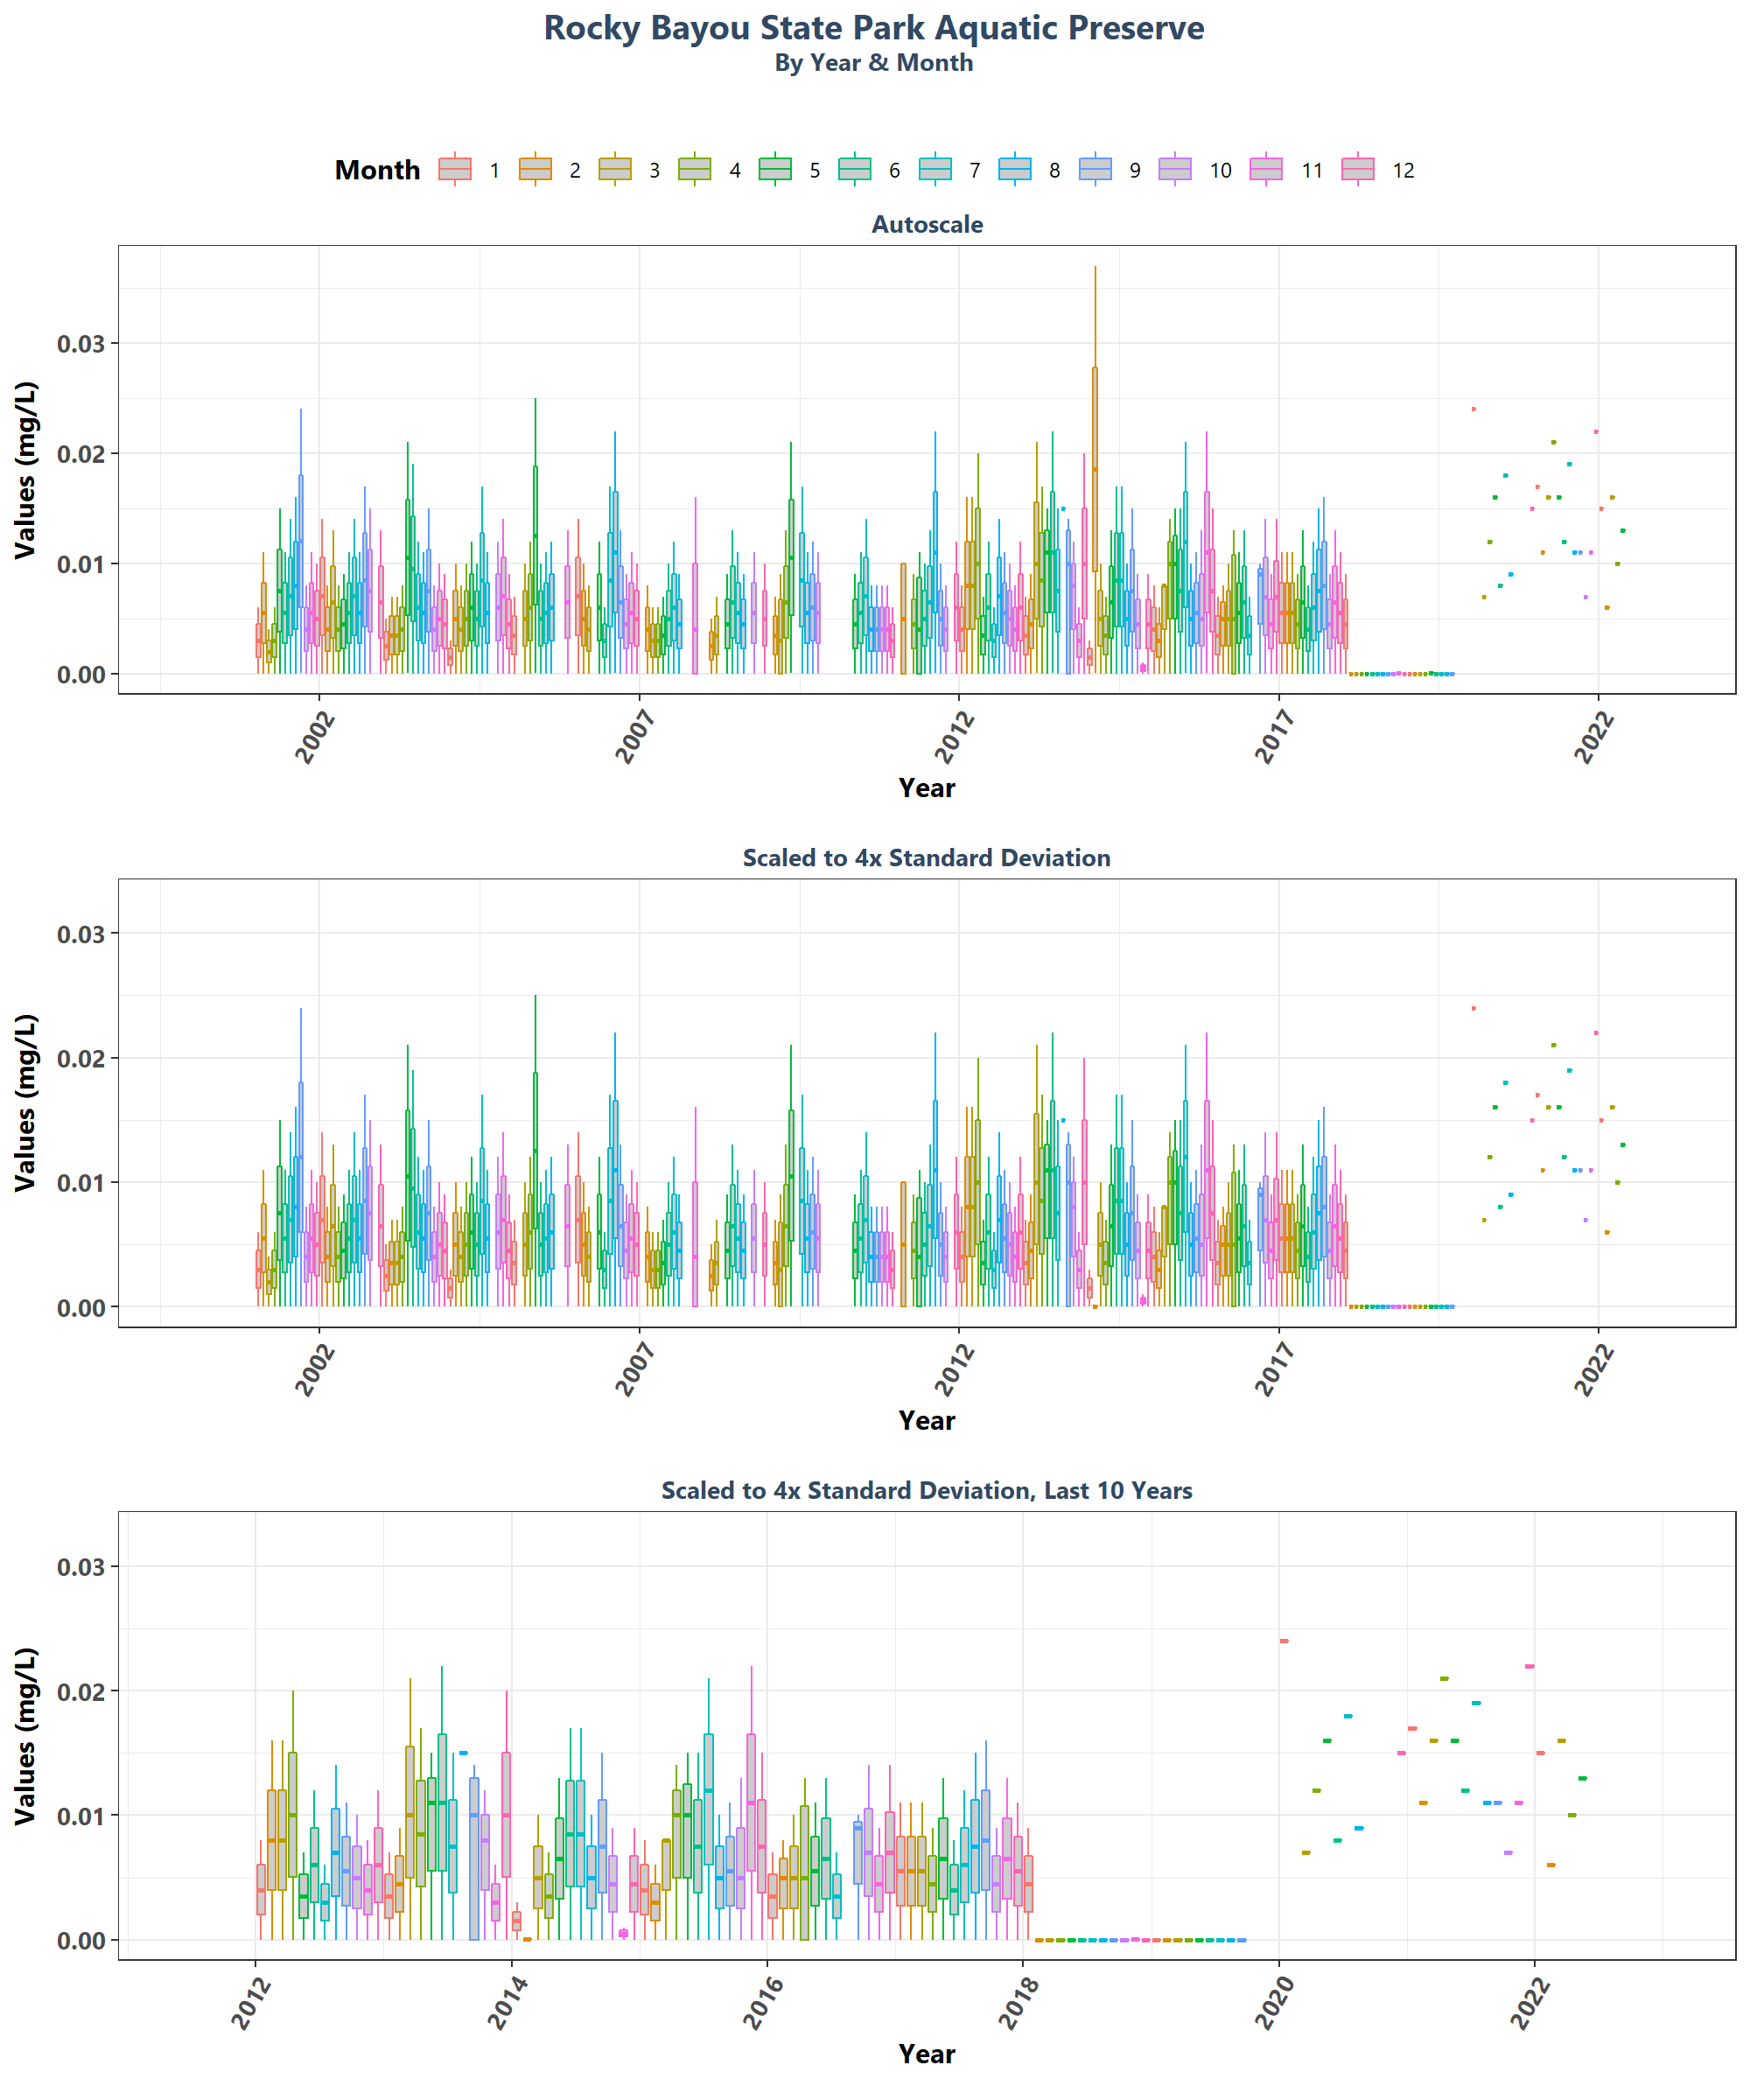 Rocky Bayou State Park Aquatic Preserve
By Year & Month
Month 1 2 3 4 5 6 7 8 9 10 11 12
Autoscale
Values (mg/L)
0.03
0.02
0.01
0.00
2002 2007 2012 2017 2022
Year
Scaled to 4x Standard Deviation
Values (mg/L)
0.03
0.02
0.01
0.00
2002 2007 2012 2017 2022
Year
Scaled to 4x Standard Deviation, Last 10 Years
Values (mg/L)
0.03
0.02
0.01
0.00
2012 2014 2016 2018 2020 2022
Year